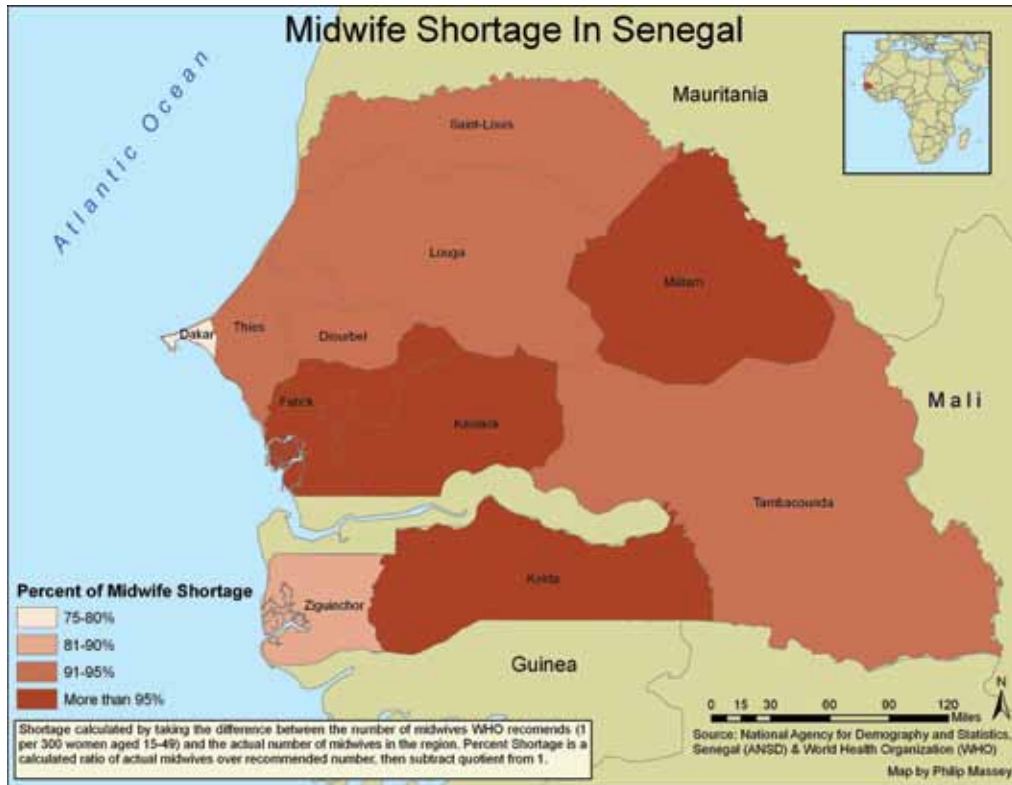 Midwife Shortage In Senegal
Atlantic Ocean
Mauritania
Saint-Louis
Louga
Matam
Dakar
Thies
Diourbel
Fatick
Kaolack
Mali
Tambacounda
Kolda
Ziguinchor
Guinea
Percent of Midwife Shortage
75-80%
81-90%
91-95%
More than 95%
Shortage calculated by taking the difference between the number of midwives WHO recomends (1
per 300 women aged 15-49) and the actual number of midwives in the region. Percent Shortage is a
calculated ratio of actual midwives over recommended number, then subtract quotient from 1.
N
0 15 30 60 90 120
Miles
Source: National Agency for Demography and Statistics,
Senegal (ANSD) & World Health Organization (WHO)
Map by Philip Massey